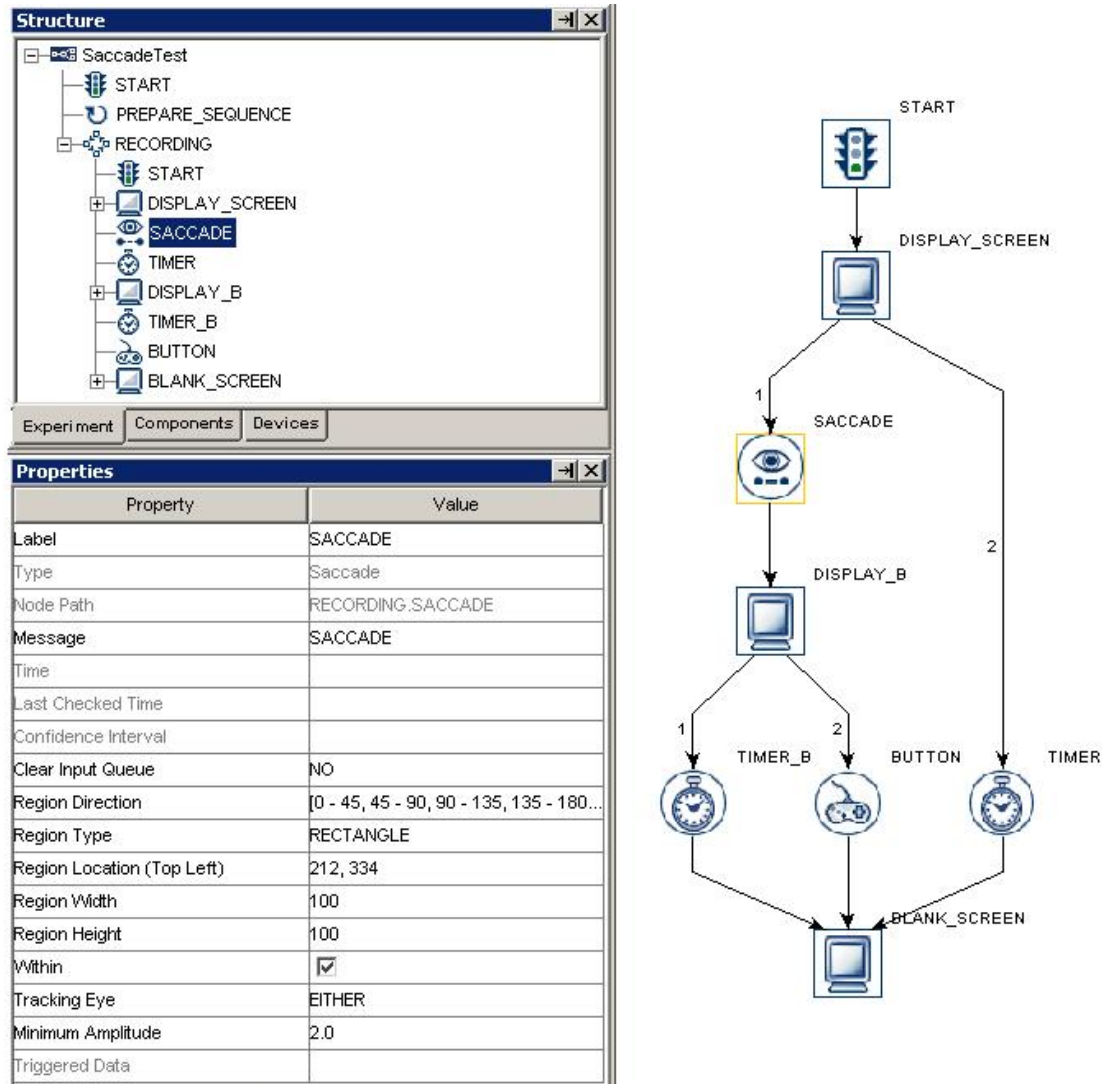 Structure
SaccadeTest
START
PREPARE_SEQUENCE
RECORDING
START
DISPLAY_SCREEN
SACCADE
TIMER
DISPLAY_B
TIMER_B
BUTTON
BLANK_SCREEN
Experiment Components Devices
Properties
Property Value
Label SACCADE
Type Saccade
Node Path RECORDING.SACCADE
Message SACCADE
Time
Last Checked Time
Confidence Interval
Clear Input Queue NO
Region Direction [0 - 45, 45 - 90, 90 - 135, 135 - 180...
Region Type RECTANGLE
Region Location (Top Left) 212, 334
Region Width 100
Region Height 100
Within
Tracking Eye EITHER
Minimum Amplitude 2.0
Triggered Data
START
DISPLAY_SCREEN
1
SACCADE
2
DISPLAY_B
1 2
TIMER_B BUTTON TIMER
BLANK_SCREEN